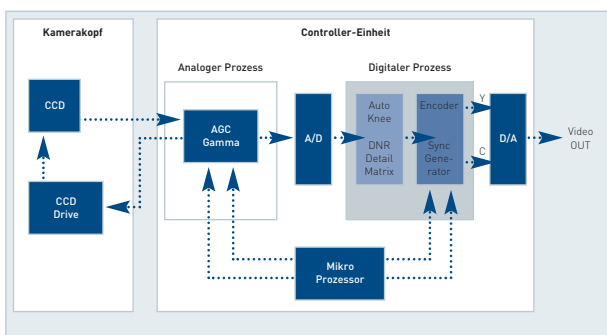 Kamerakopf
Controller-Einheit
Analoger Prozess
Digitaler Prozess
CCD
CCD
Drive
AGC
Gamma
A/D
Auto
Knee
DNR
Detail
Matrix
Encoder
Sync
Gene-
rator
Y
C
D/A
Video
OUT
Mikro
Prozessor